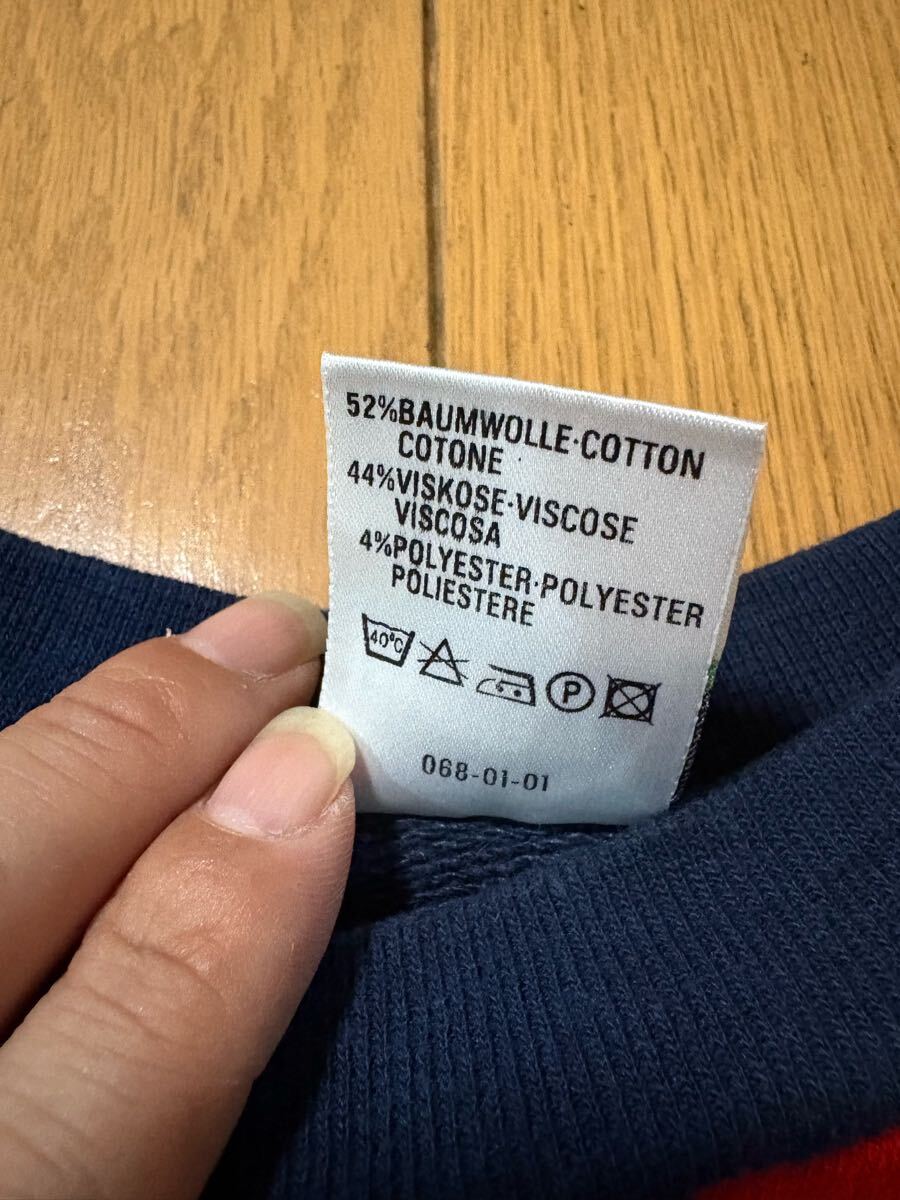 52%BAUMWOLLE·COTTON
COTONE
44%VISKOSE·VISCOSE
VISCOSA
4%POLYESTER·POLYESTER
POLIESTERE
40°C P
068-01-01